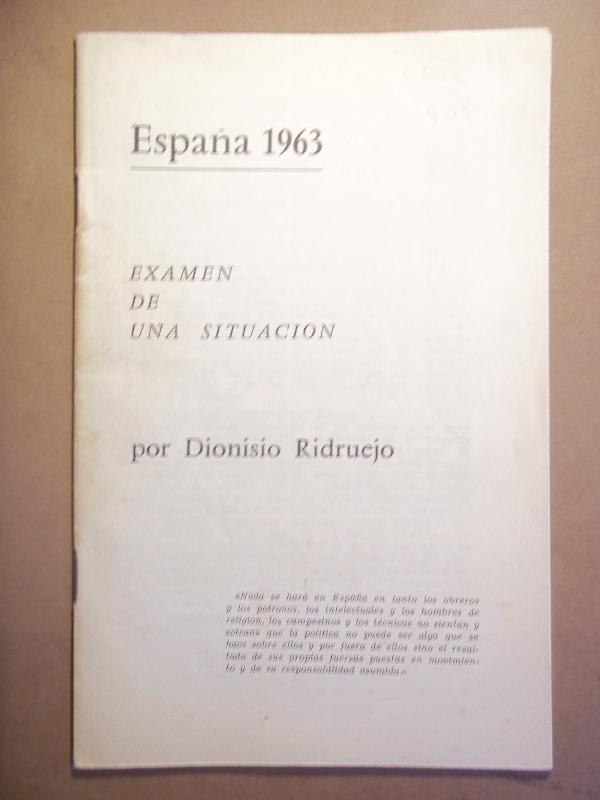 España 1963
EXAMEN
DE
UNA SITUACION
por Dionisio Ridruejo
«Nada se hará en España en tanto los obreros
y los patronos, los intelectuales y los hombres de
religión, los campesinos y los técnicos no sientan y
que la política no puede ser algo que se
hace sobre ellos y por fuera de ellos sino el resul-
tado de sus propias fuerzas puestas en movimien-
to y de su responsabilidad asumida.»